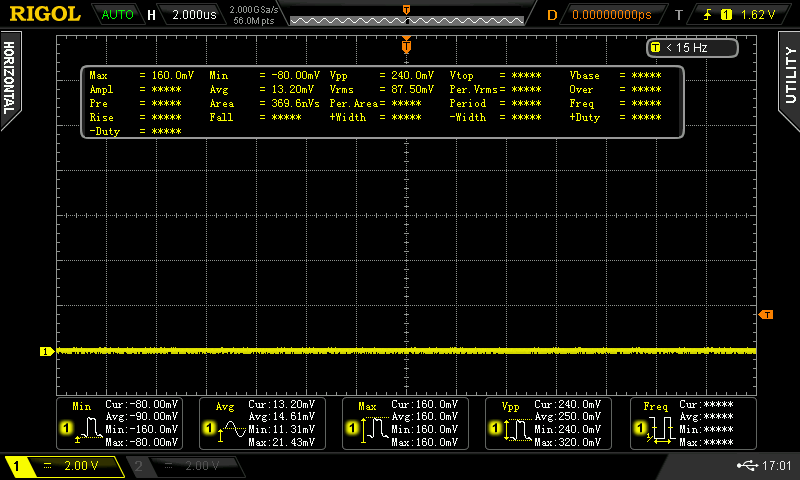 RIGOL AUTO H 2.000us 2.000GSa/s 56.0M pts T D 0.00000000ps T 1 1.62 V
HORIZONTAL
UTILITY
T
T < 15 Hz
Max = 160.0mV Min = -80.00mV Vpp = 240.0mV Vtop = ***** Vbase = *****
Ampl = ***** Avg = 13.20mV Vrms = 87.50mV Per.Vrms= ***** Over = *****
Pre = ***** Area = 369.6nVs Per.Area= ***** Period = ***** Freq = *****
Rise = ***** Fall = ***** +Width = ***** -Width = ***** +Duty = *****
-Duty = *****
T
1
Min Cur:-80.00mV Avg Cur:13.20mV Max Cur:160.0mV Vpp Cur:240.0mV Freq Cur:*****
Avg:-90.00mV Avg:14.61mV Avg:160.0mV Avg:250.0mV Avg:*****
1 Min:-160.0mV 1 Min:11.31mV 1 Min:160.0mV 1 Min:240.0mV 1 Min:*****
Max:-80.00mV Max:21.43mV Max:160.0mV Max:320.0mV Max:*****
1 2.00 V 2 2.00 V 17:01